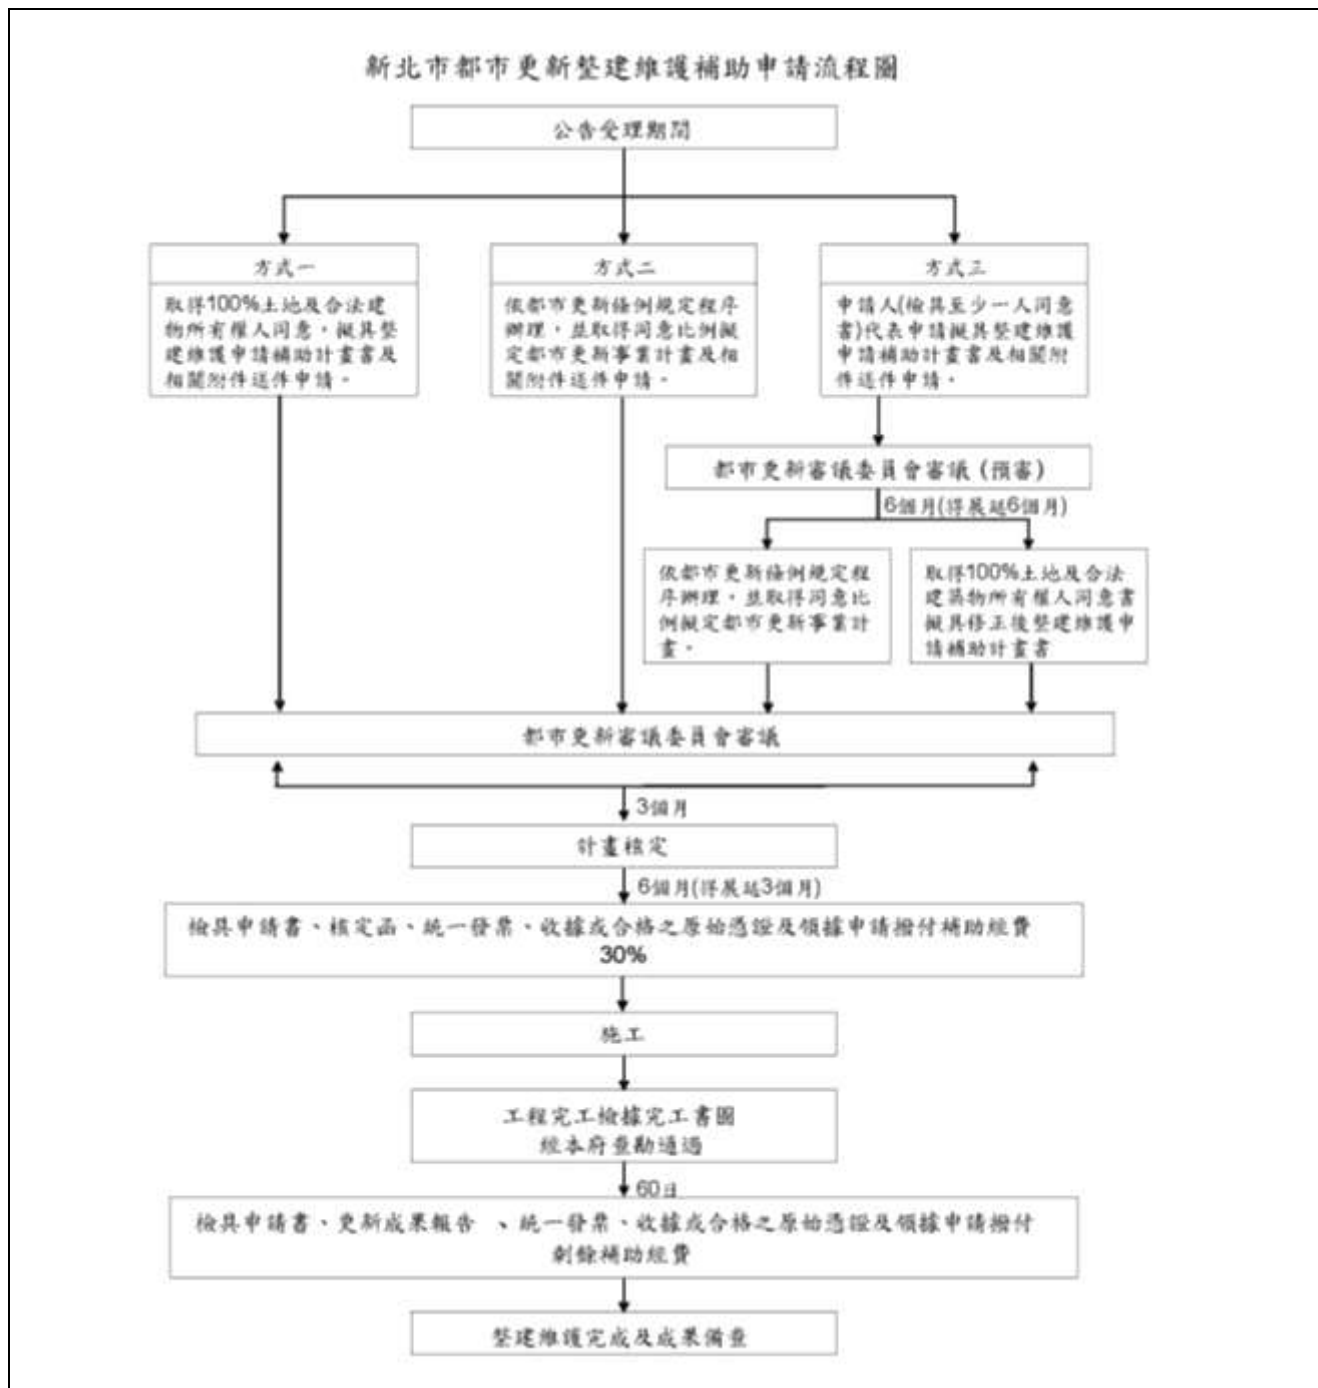 新北市都市更新整建維護補助申請流程圖
公告受理期間
方式一
取得100%土地及合法建
物所有權人同意，擬具整
建維護申請補助計畫書及
相關附件送件申請。
方式二
依都市更新條例規定程序
辦理，並取得同意比例擬
定都市更新事業計畫及相
關附件送件申請。
方式三
申請人(檢具至少一人同意
書)代表申請擬具整建維護
申請補助計畫書及相關附
件送件申請。
都市更新審議委員會審議(預審)
6個月(得展延6個月)
依都市更新條例規定程
序辦理，並取得同意比
例擬定都市更新事業計
畫。
取得100%土地及合法
建築物所有權人同意書
擬具修正後整建維護申
請補助計畫書
都市更新審議委員會審議
3個月
計畫核定
6個月(得展延3個月)
檢具申請書、核定函、統一發票、收據或合格之原始憑證及領據申請撥付補助經費
30%
施工
工程完工檢據完工書圖
經本府查勘通過
60日
檢具申請書、更新成果報告 、統一發票、收據或合格之原始憑證及領據申請撥付
剩餘補助經費
整建維護完成及成果備查